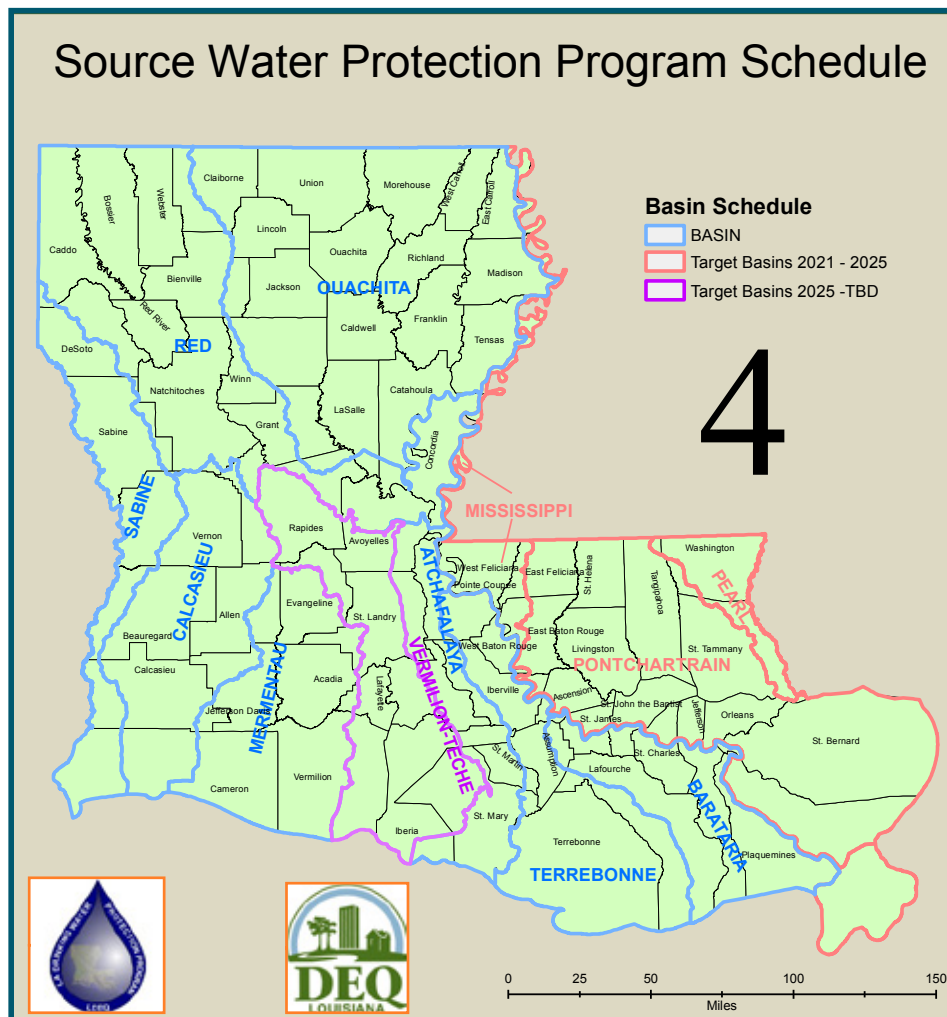 Source Water Protection Program Schedule
Basin Schedule
BASIN
Target Basins 2021 - 2025
Target Basins 2025 -TBD
4
Claiborne
Union
Morehouse
West Carroll
East Carroll
Caddo
Bossier
Webster
Lincoln
Ouachita
Richland
Madison
Bienville
Jackson
OUACHITA
Red River
RED
Caldwell
Franklin
Tensas
DeSoto
Natchitoches
Winn
LaSalle
Catahoula
Sabine
Grant
Concordia
SABINE
Vernon
Rapides
Avoyelles
MISSISSIPPI
CALCASIEU
Allen
Evangeline
St. Landry
ATCHAFALAYA
West Feliciana
Pointe Coupee
East Feliciana
St. Helena
Tangipahoa
Washington
PEARL
Beauregard
Calcasieu
MERMENTAU
Acadia
Lafayette
VERMILION-TECHE
West Baton Rouge
East Baton Rouge
Livingston
PONTCHARTRAIN
St. Tammany
Jefferson Davis
Iberville
Ascension
St. John the Baptist
St. James
Jefferson
Orleans
St. Bernard
Cameron
Vermilion
Iberia
St. Martin
St. Mary
Assumption
Lafourche
St. Charles
BARATARIA
Terrebonne
TERREBONNE
Plaquemines
LA DRINKING WATER
PROTECTION PROGRAM
LDEQ
DEQ
LOUISIANA
0 25 50 100 150
Miles